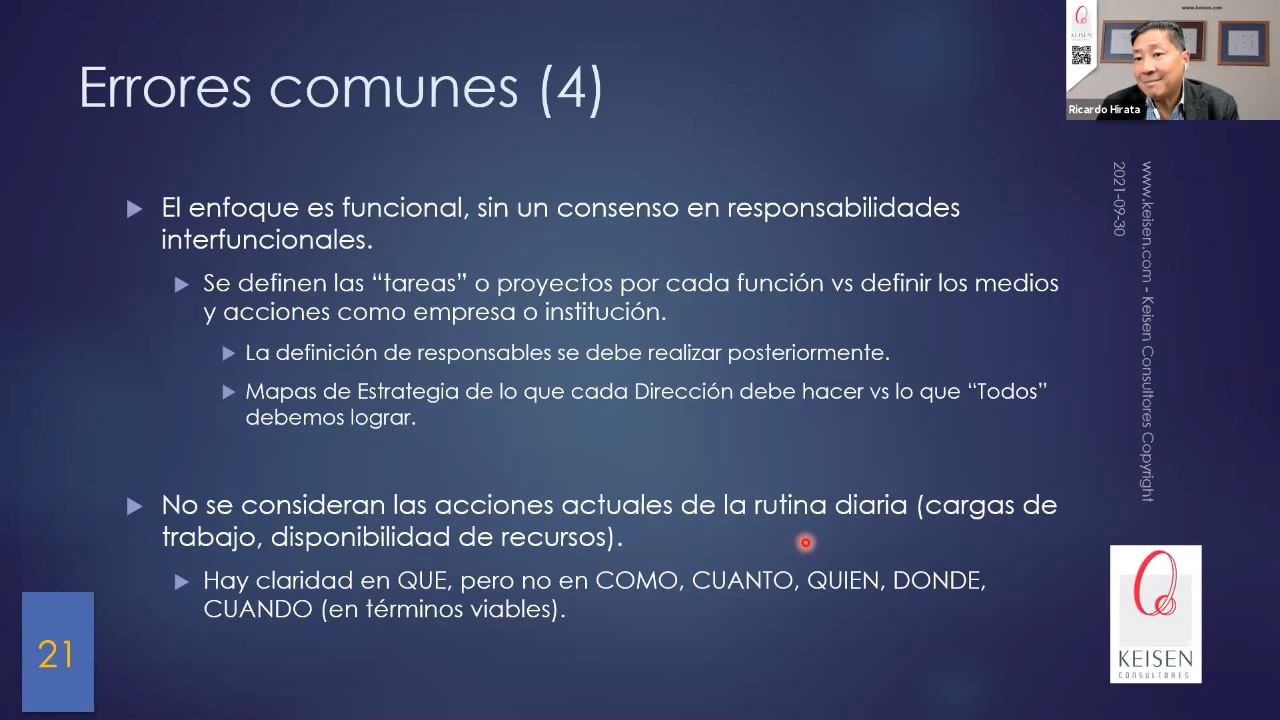 Errores comunes (4)
www.keisen.com
KEISEN
Ricardo Hirata
El enfoque es funcional, sin un consenso en responsabilidades
interfuncionales.
Se definen las “tareas” o proyectos por cada función vs definir los medios
y acciones como empresa o institución.
La definición de responsables se debe realizar posteriormente.
Mapas de Estrategia de lo que cada Dirección debe hacer vs lo que “Todos”
debemos lograr.
No se consideran las acciones actuales de la rutina diaria (cargas de
trabajo, disponibilidad de recursos).
Hay claridad en QUE, pero no en COMO, CUANTO, QUIEN, DONDE,
CUANDO (en términos viables).
www.keisen.com - Keisen Consultores Copyright
2021-09-30
21
KEISEN
CONSULTORES